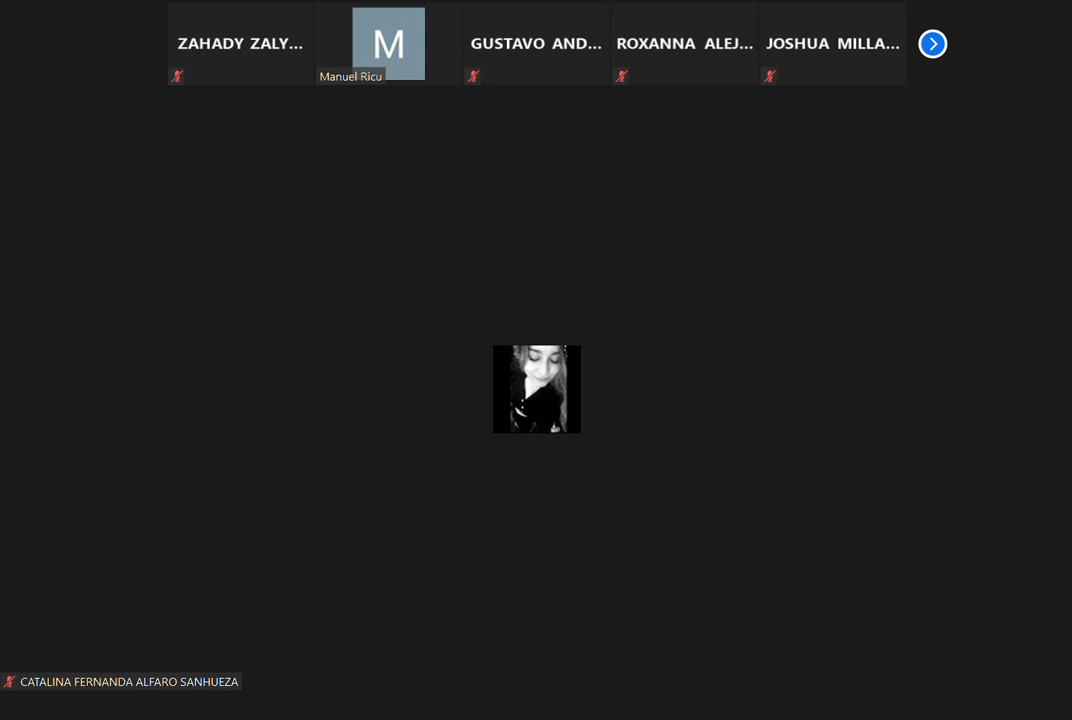 ZAHADY ZALY...
M
Manuel Ricu
GUSTAVO AND...
ROXANNA ALEJ...
JOSHUA MILLA...
CATALINA FERNANDA ALFARO SANHUEZA